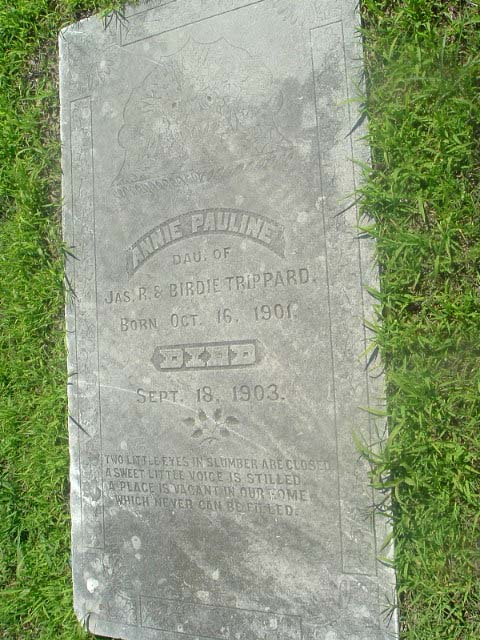 ANNIE PAULINE
DAU. OF
JAS. R. & BIRDIE TRIPPARD.
BORN OCT. 16, 1901.
DIED
SEPT. 18, 1903.
TWO LITTLE EYES IN SLUMBER ARE CLOSED
A SWEET LITTLE VOICE IS STILLED,
A PLACE IS VACANT IN OUR HOME
WHICH NEVER CAN BE FILLED.